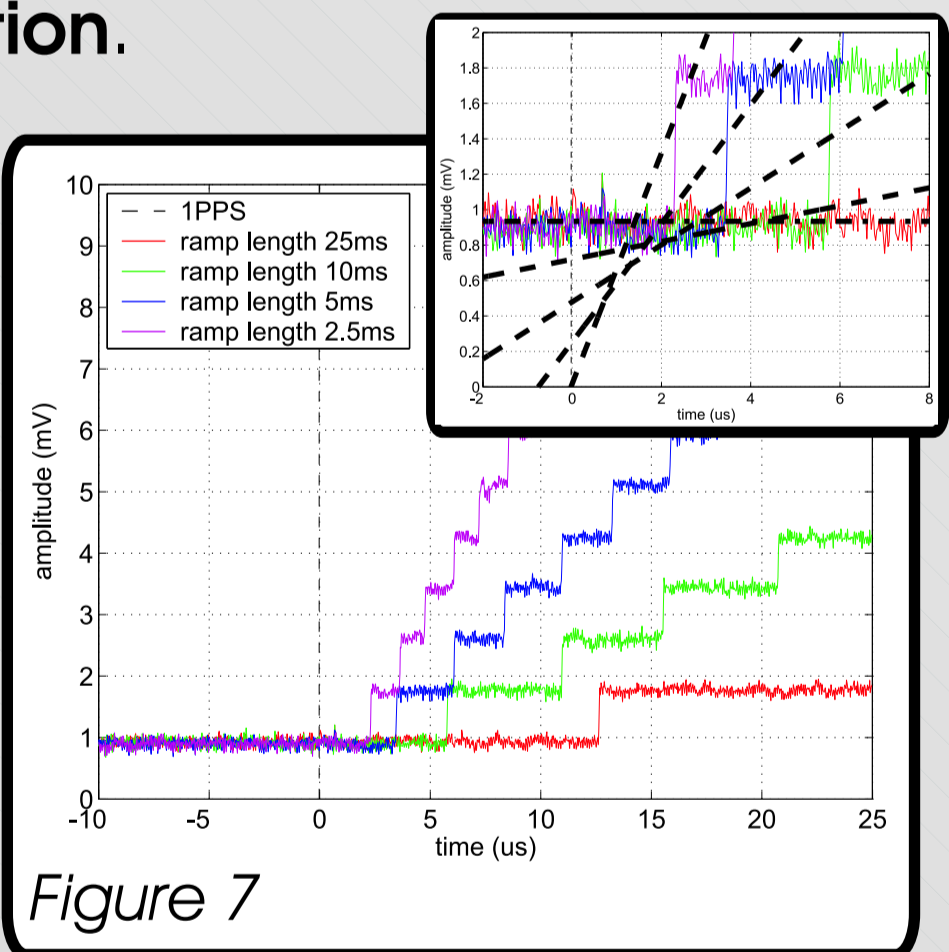 tion.
2
1.8
1.6
1.4
1.2
1
0.8
0.6
0.4
0.2
0
amplitude (mV)
-2 0 2 4 6 8
time (us)
10
9
8
7
6
5
4
3
2
1
0
amplitude (mV)
1PPS
ramp length 25ms
ramp length 10ms
ramp length 5ms
ramp length 2.5ms
-10 -5 0 5 10 15 20 25
time (us)
Figure 7